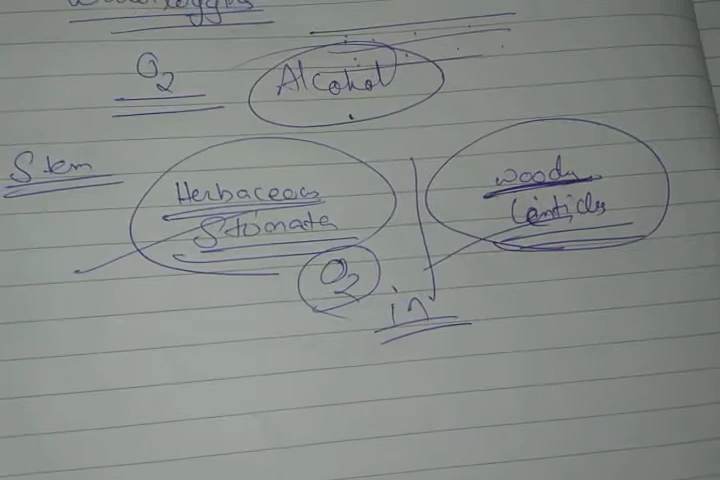 O2 Alcohol
Stem
Herbaceous woody
Stomata Lenticles
O2
in